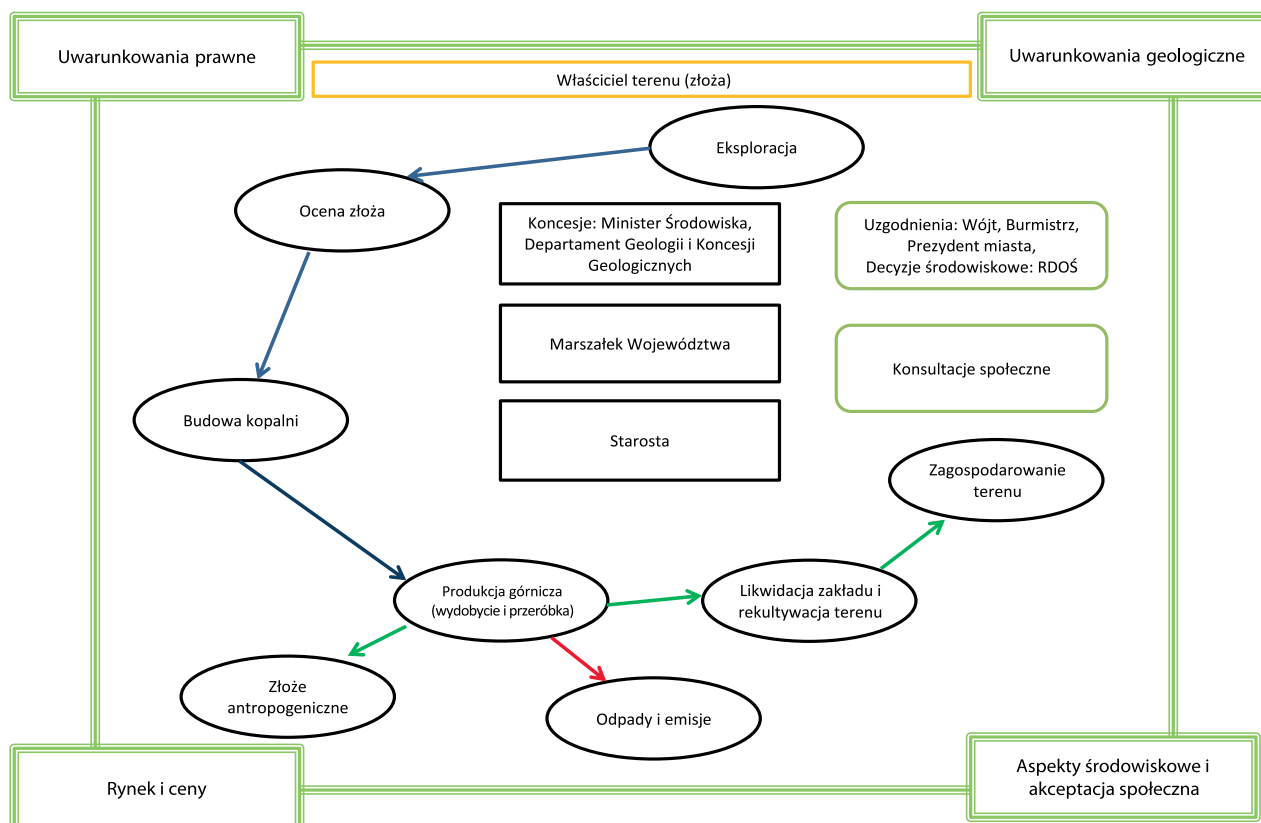 Uwarunkowania prawne
Uwarunkowania geologiczne
Właściciel terenu (złoża)
Eksploracja
Ocena złoża
Koncesje: Minister Środowiska,
Departament Geologii i Koncesji
Geologicznych
Uzgodnienia: Wójt, Burmistrz,
Prezydent miasta,
Decyzje środowiskowe: RDOŚ
Marszałek Województwa
Konsultacje społeczne
Budowa kopalni
Starosta
Zagospodarowanie
terenu
Produkcja górnicza
(wydobycie i przeróbka)
Likwidacja zakładu i
rekultywacja terenu
Złoże
antropogeniczne
Odpady i emisje
Rynek i ceny
Aspekty środowiskowe i
akceptacja społeczna